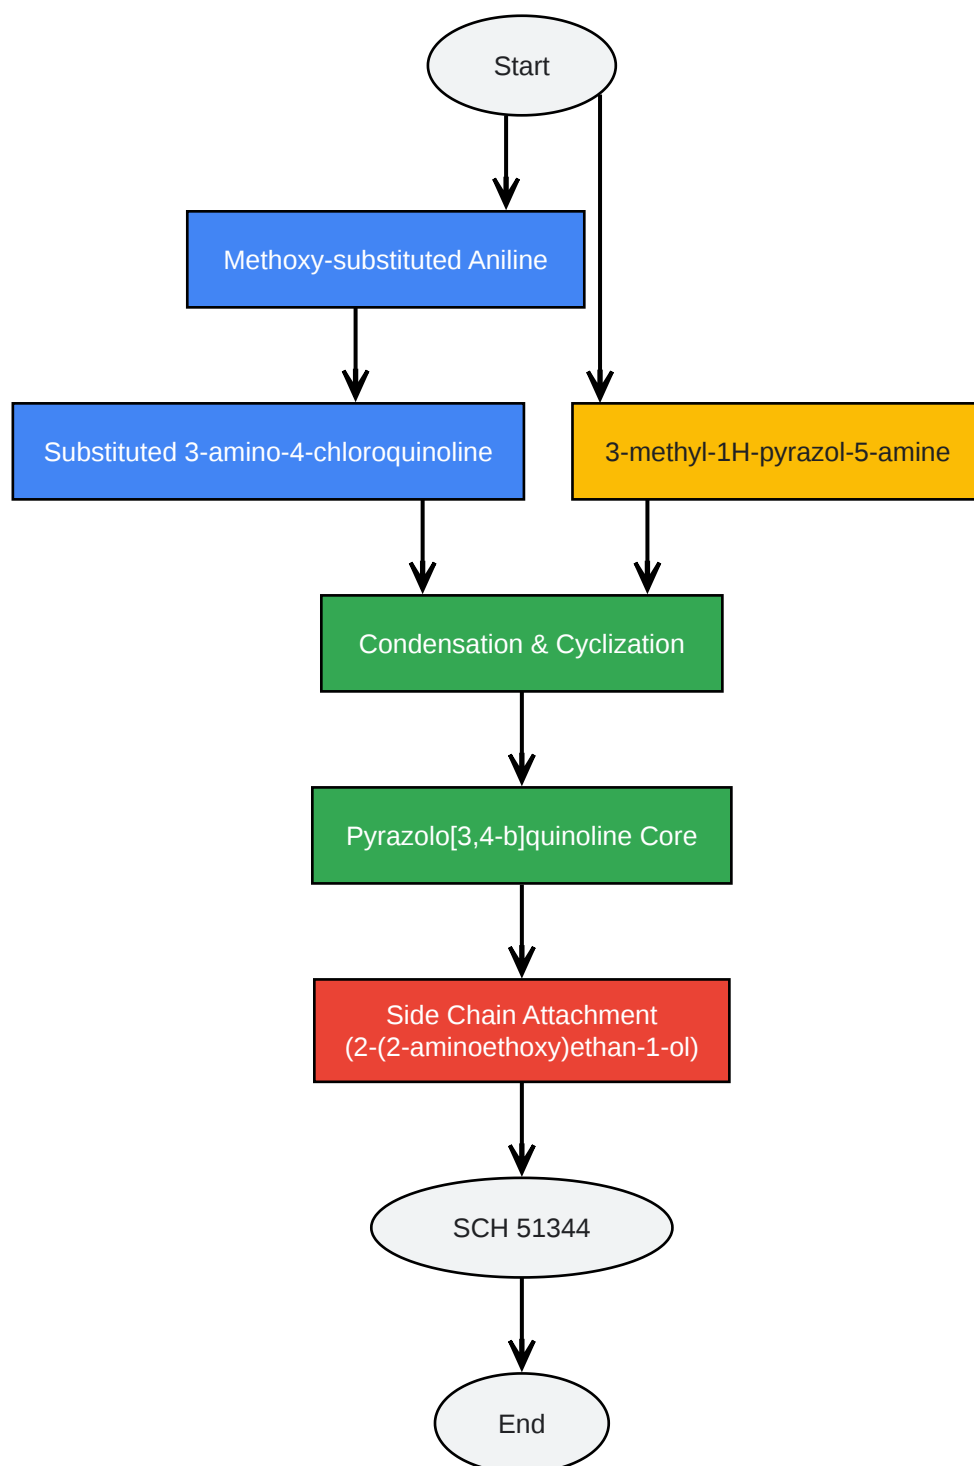 Start
Methoxy-substituted Aniline
Substituted 3-amino-4-chloroquinoline
3-methyl-1H-pyrazol-5-amine
Condensation & Cyclization
Pyrazolo[3,4-b]quinoline Core
Side Chain Attachment
(2-(2-aminoethoxy)ethan-1-ol)
SCH 51344
End